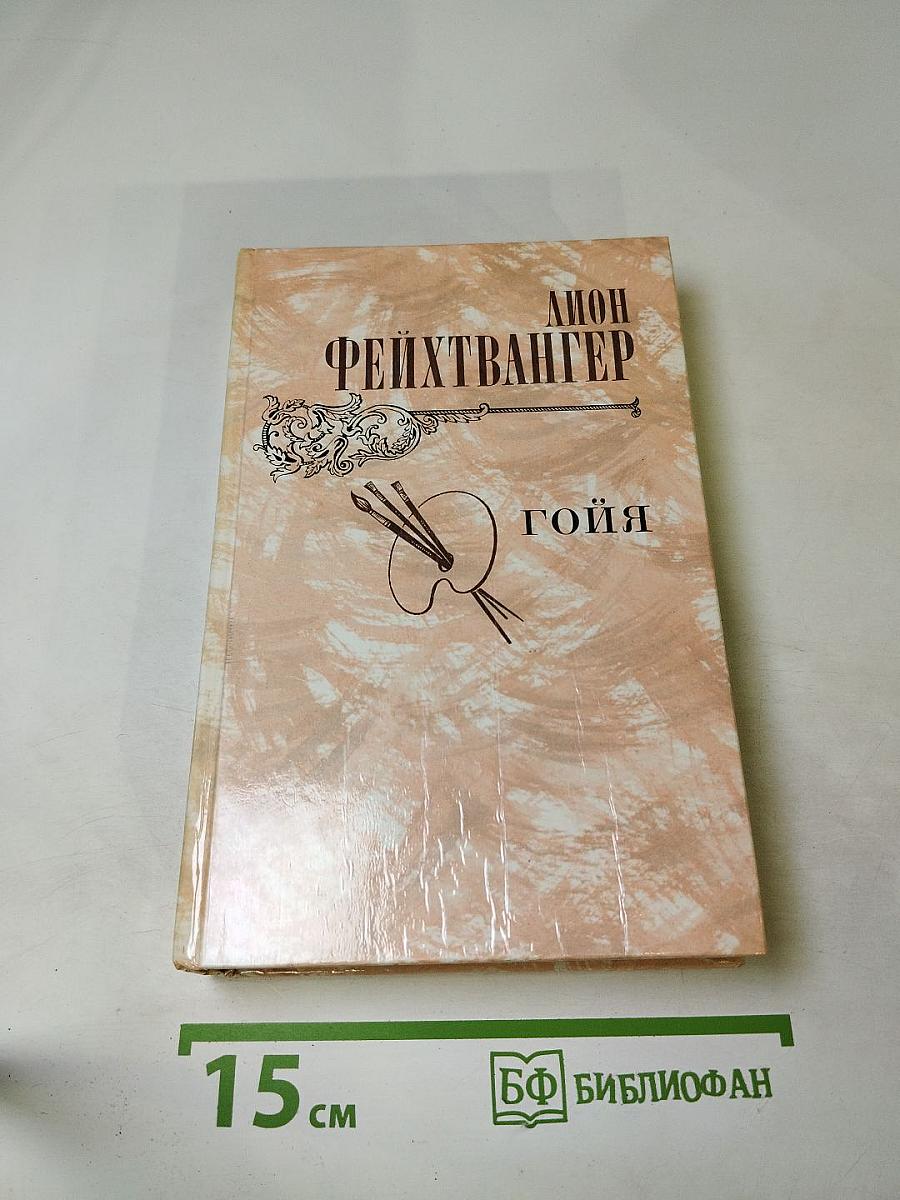 ЛИОН
ФЕЙХТВАНГЕР
ГОЙЯ
15 см
БФ БИБЛИОФАН